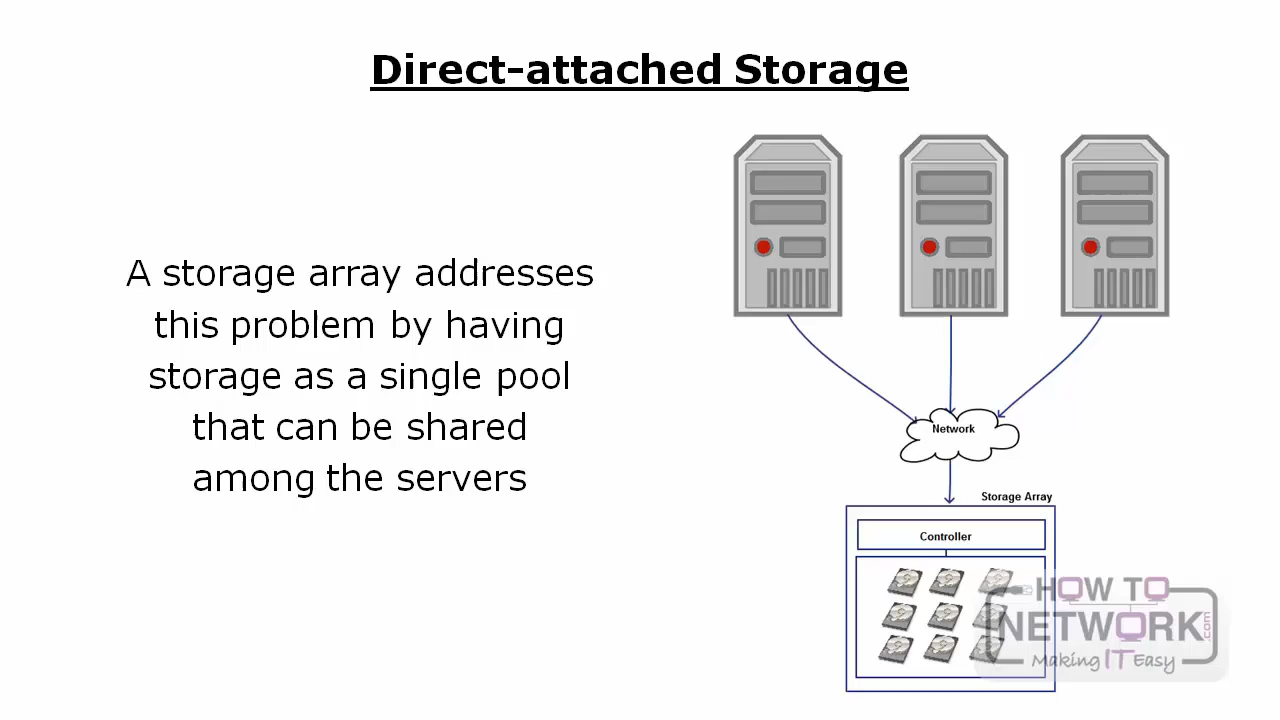 Direct-attached Storage
A storage array addresses
this problem by having
storage as a single pool
that can be shared
among the servers
Network
Storage Array
Controller
HOW TO
NETWORK.com
Making IT Easy